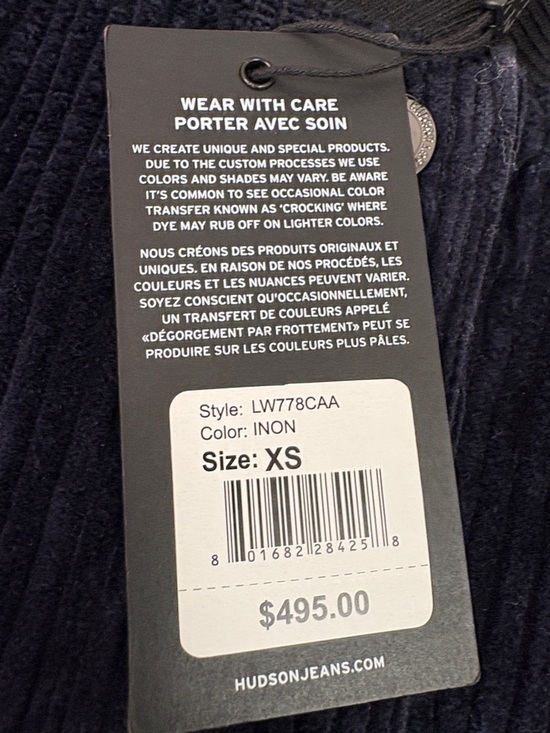 WEAR WITH CARE
PORTER AVEC SOIN
WE CREATE UNIQUE AND SPECIAL PRODUCTS.
DUE TO THE CUSTOM PROCESSES WE USE
COLORS AND SHADES MAY VARY. BE AWARE
IT'S COMMON TO SEE OCCASIONAL COLOR
TRANSFER KNOWN AS 'CROCKING' WHERE
DYE MAY RUB OFF ON LIGHTER COLORS.
NOUS CRÉONS DES PRODUITS ORIGINAUX ET
UNIQUES. EN RAISON DE NOS PROCÉDÉS, LES
COULEURS ET LES NUANCES PEUVENT VARIER.
SOYEZ CONSCIENT QU'OCCASIONNELLEMENT,
UN TRANSFERT DE COULEURS APPELÉ
«DÉGORGEMENT PAR FROTTEMENT» PEUT SE
PRODUIRE SUR LES COULEURS PLUS PÂLES.
Style: LW778CAA
Color: INON
Size: XS
8 01682 28425 8
$495.00
HUDSONJEANS.COM